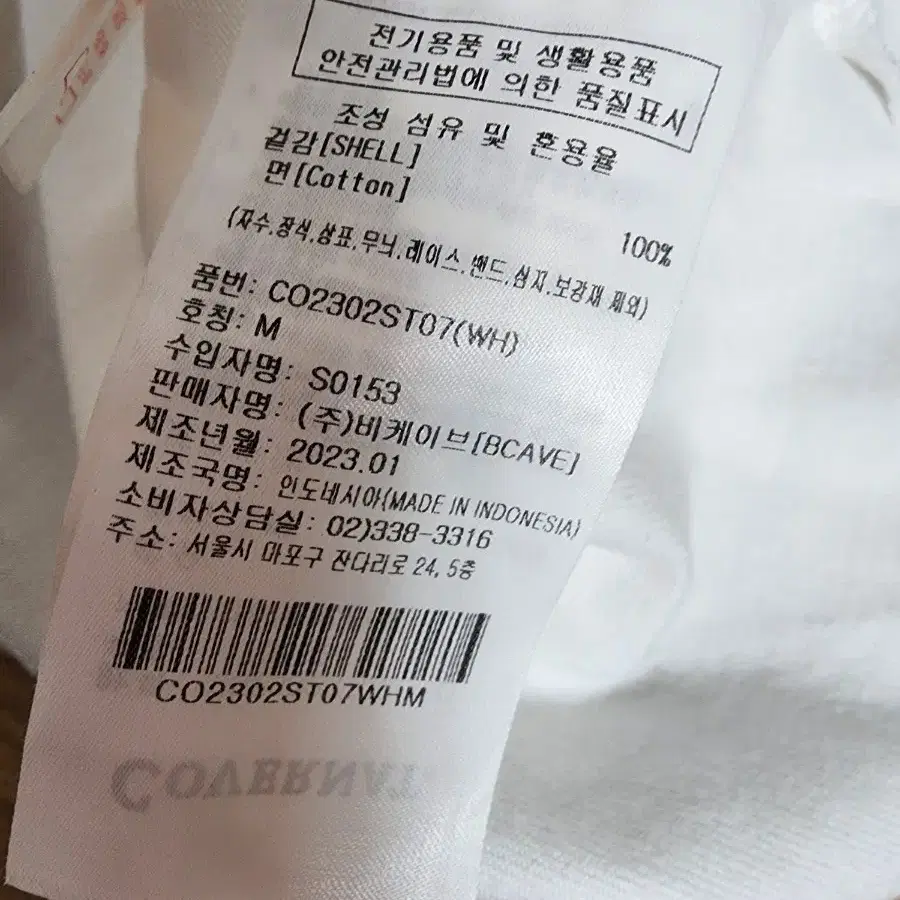 전기용품 및 생활용품
안전관리법에 의한 품질표시
조성 섬유 및 혼용율
겉감[SHELL]
면[Cotton]
100%
(자수.장식.상표.무늬.레이스.밴드.심지.보강재 제외)
품번: CO2302ST07(WH)
호칭: M
수입자명: SO153
판매자명: (주)비케이브[BCAVE]
제조년월: 2023.01
제조국명: 인도네시아(MADE IN INDONESIA)
소비자상담실: 02)338-3316
주소: 서울시 마포구 잔다리로 24, 5층
CO2302ST07WHM
COVERNAT